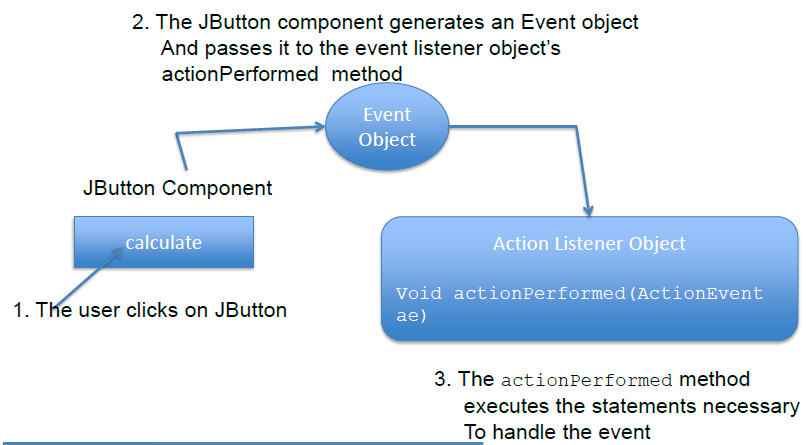 2. The JButton component generates an Event object
And passes it to the event listener object's
actionPerformed method
Event
Object
JButton Component
calculate
1. The user clicks on JButton
Action Listener Object
Void actionPerformed(ActionEvent
ae)
3. The actionPerformed method
executes the statements necessary
To handle the event